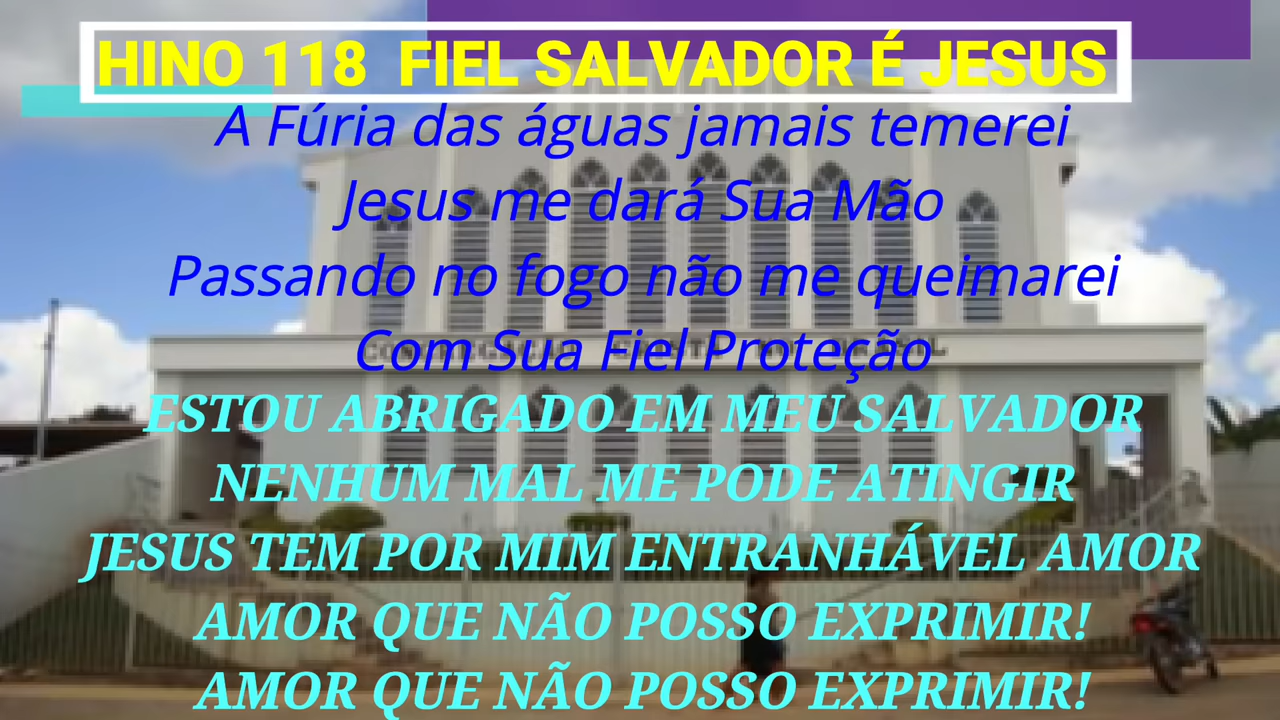 HINO 118 FIEL SALVADOR É JESUS
A Fúria das águas jamais temerei
Jesus me dará Sua Mão
Passando no fogo não me queimarei
Com Sua Fiel Proteção
ESTOU ABRIGADO EM MEU SALVADOR
NENHUM MAL ME PODE ATINGIR
JESUS TEM POR MIM ENTRANHÁVEL AMOR
AMOR QUE NÃO POSSO EXPRIMIR!
AMOR QUE NÃO POSSO EXPRIMIR!